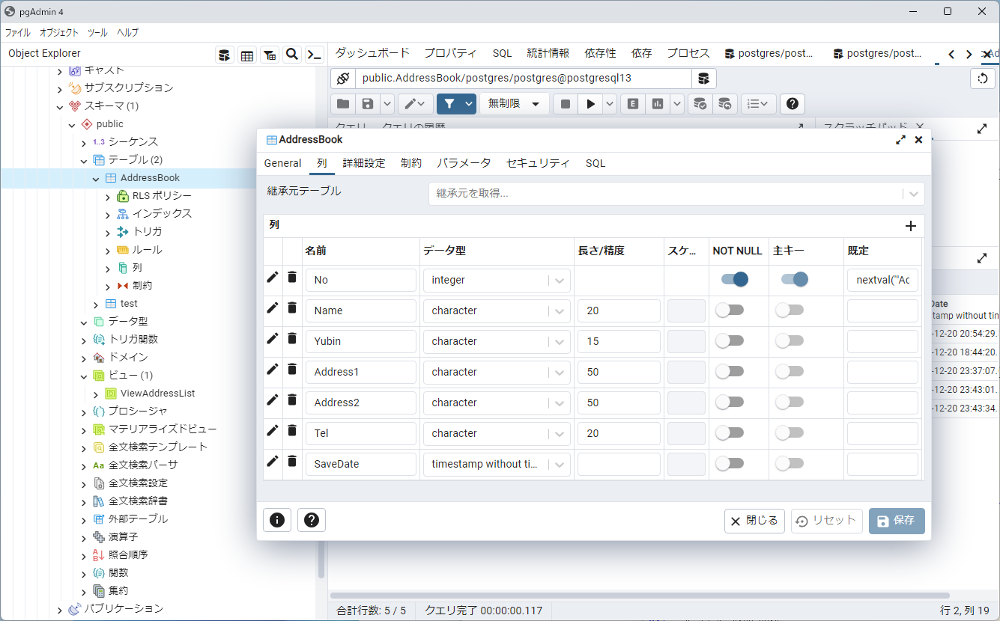 pgAdmin 4
ファイル オブジェクト ツール ヘルプ
Object Explorer
ダッシュボード プロパティ SQL 統計情報 依存性 依存 プロセス postgres/post... postgres/post...
キャスト
サブスクリプション
スキーマ (1)
public
1..3 シーケンス
テーブル (2)
AddressBook
RLS ポリシー
インデックス
トリガ
ルール
列
制約
test
データ型
トリガ関数
ドメイン
ビュー (1)
ViewAddressList
プロシージャ
マテリアライズドビュー
全文検索テンプレート
Aa 全文検索パーサ
全文検索設定
全文検索辞書
外部テーブル
演算子
照合順序
関数
集約
パブリケーション
public.AddressBook/postgres/postgres@postgresql13
無制限
E
クエリ クエリの履歴
スクラッチパッド
AddressBook
General 列 詳細設定 制約 パラメータ セキュリティ SQL
継承元テーブル 継承元を取得...
列
名前 データ型 長さ/精度 スケ... NOT NULL 主キー 既定
No integer nextval('"Ac
Name character 20
Yubin character 15
Address1 character 50
Address2 character 50
Tel character 20
SaveDate timestamp without ti...
閉じる リセット 保存
Date
tamp without tin
-12-20 20:54:29.
-12-20 18:44:20.
-12-20 23:37:07.
-12-20 23:43:01.
-12-20 23:43:34.
合計行数: 5 / 5 クエリ完了 00:00:00.117 行 2, 列 19